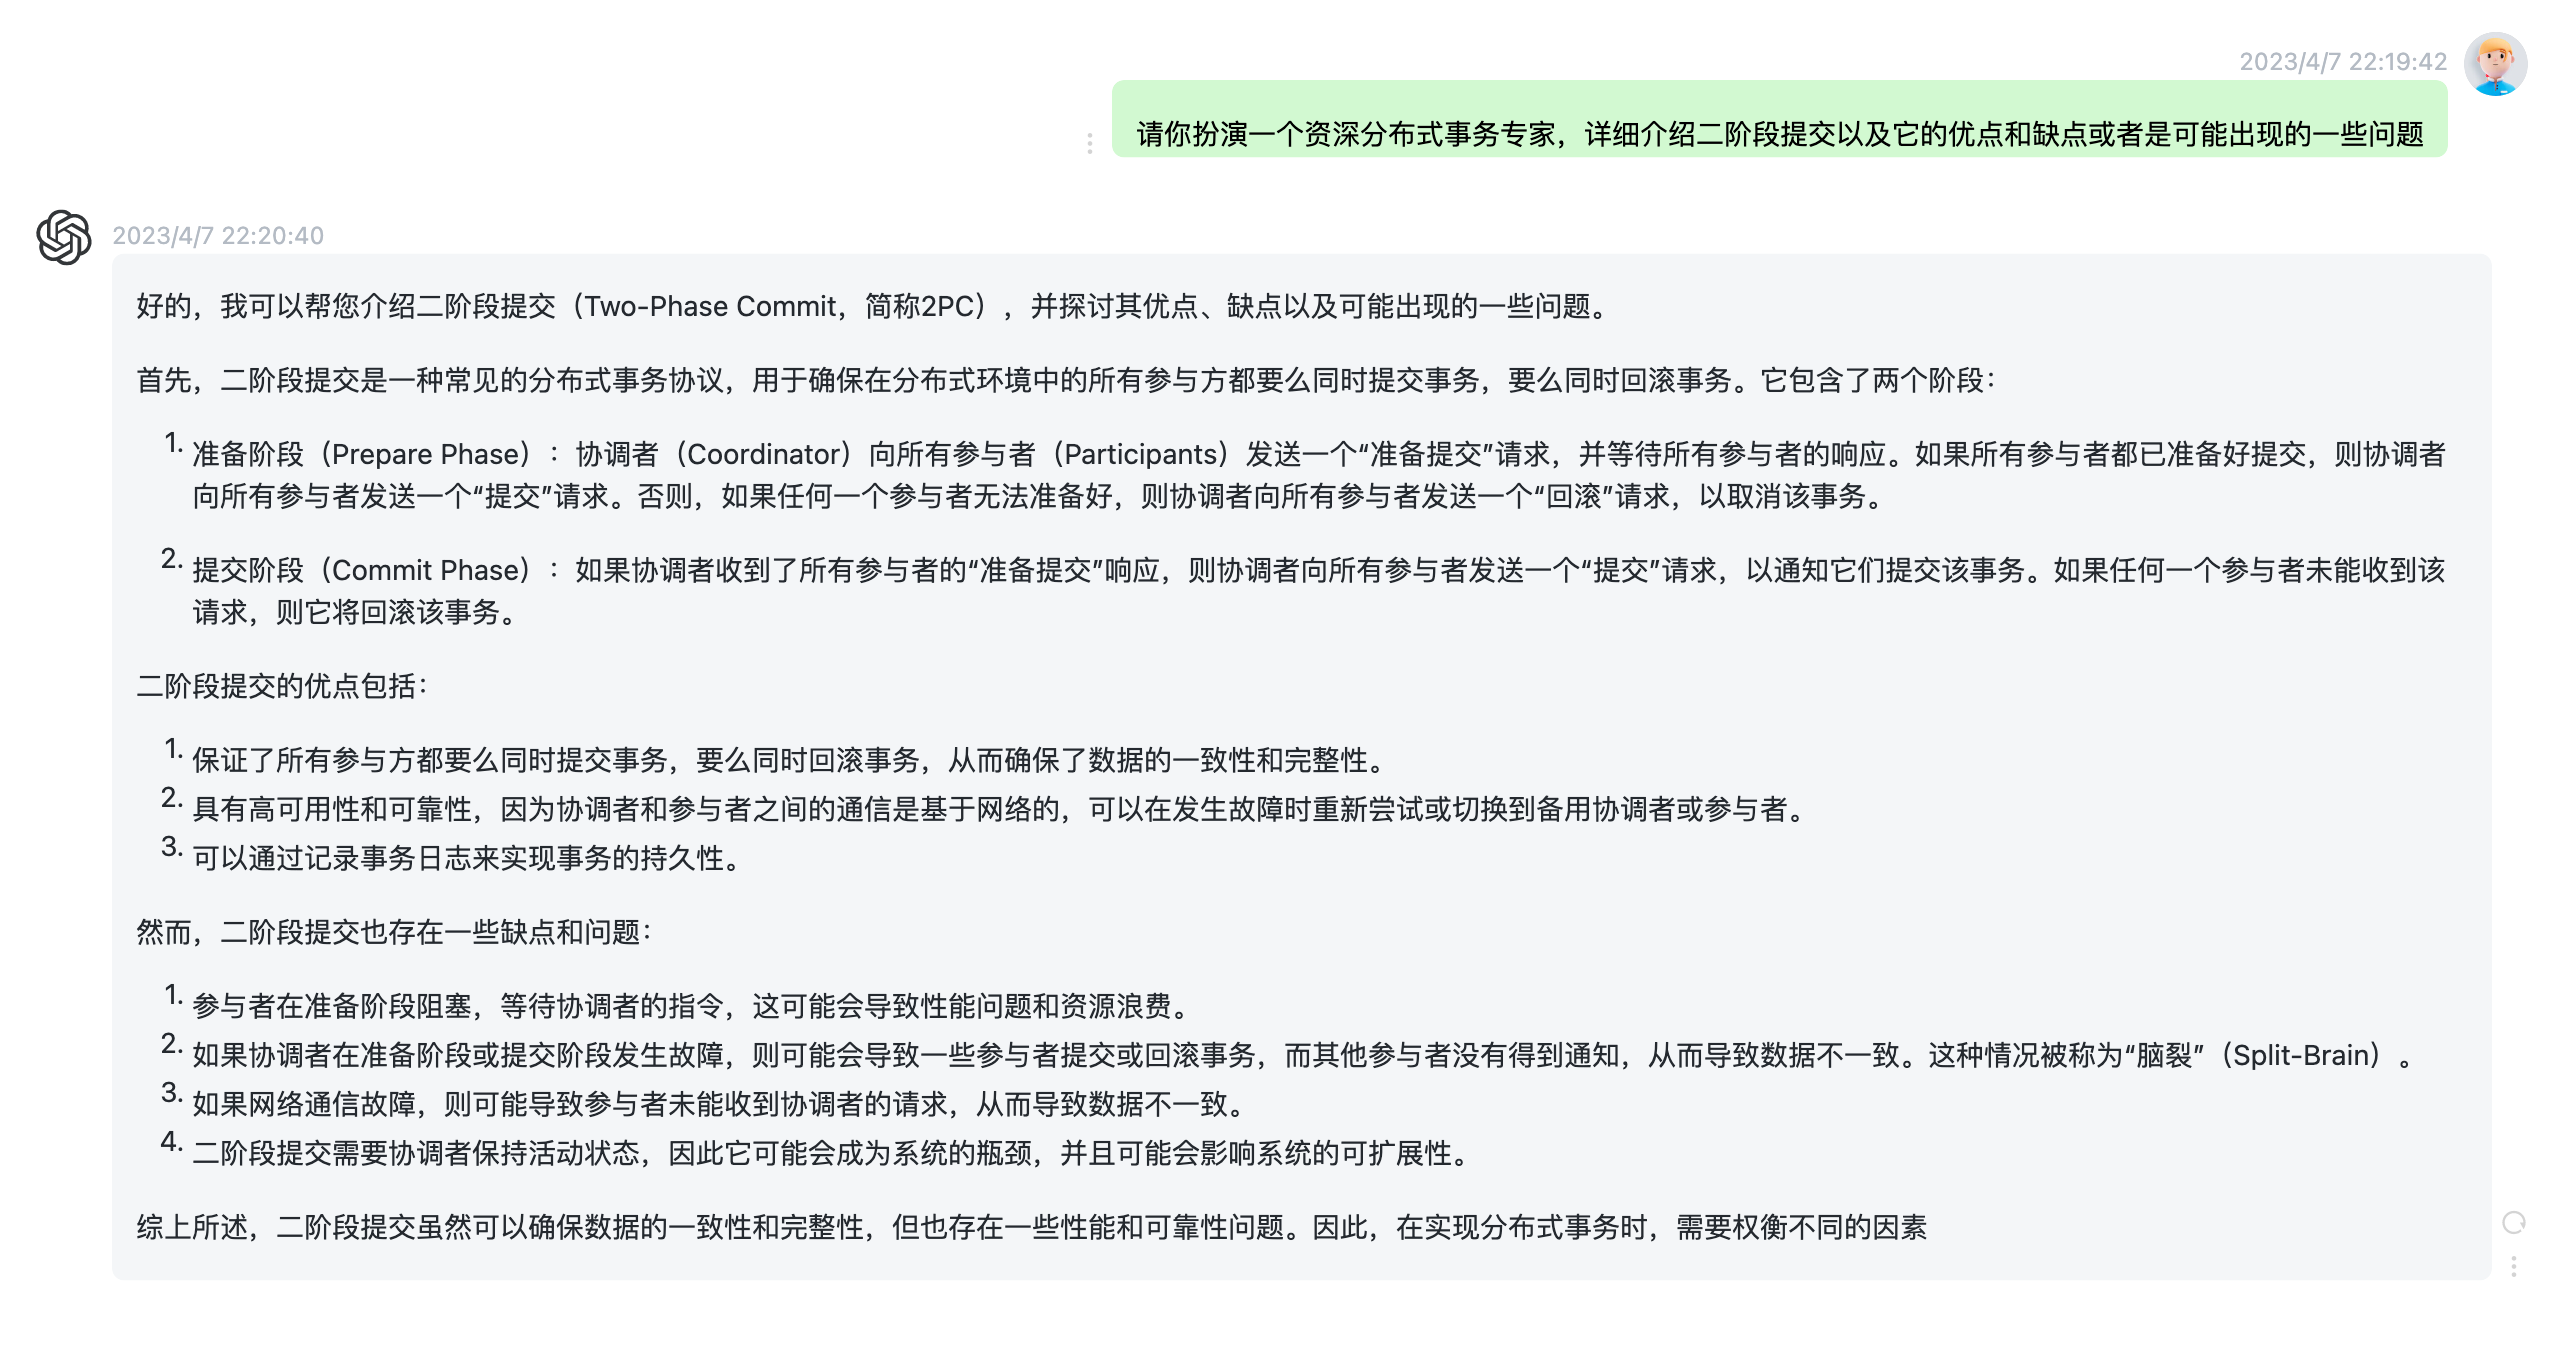 2023/4/7 22:19:42
请你扮演一个资深分布式事务专家，详细介绍二阶段提交以及它的优点和缺点或者是可能出现的一些问题
2023/4/7 22:20:40
好的，我可以帮您介绍二阶段提交（Two-Phase Commit，简称2PC），并探讨其优点、缺点以及可能出现的一些问题。
首先，二阶段提交是一种常见的分布式事务协议，用于确保在分布式环境中的所有参与方都要么同时提交事务，要么同时回滚事务。它包含了两个阶段：
1. 准备阶段（Prepare Phase）：协调者（Coordinator）向所有参与者（Participants）发送一个“准备提交”请求，并等待所有参与者的响应。如果所有参与者都已准备好提交，则协调者
向所有参与者发送一个“提交”请求。否则，如果任何一个参与者无法准备好，则协调者向所有参与者发送一个“回滚”请求，以取消该事务。
2. 提交阶段（Commit Phase）：如果协调者收到了所有参与者的“准备提交”响应，则协调者向所有参与者发送一个“提交”请求，以通知它们提交该事务。如果任何一个参与者未能收到该
请求，则它将回滚该事务。
二阶段提交的优点包括：
1. 保证了所有参与方都要么同时提交事务，要么同时回滚事务，从而确保了数据的一致性和完整性。
2. 具有高可用性和可靠性，因为协调者和参与者之间的通信是基于网络的，可以在发生故障时重新尝试或切换到备用协调者或参与者。
3. 可以通过记录事务日志来实现事务的持久性。
然而，二阶段提交也存在一些缺点和问题：
1. 参与者在准备阶段阻塞，等待协调者的指令，这可能会导致性能问题和资源浪费。
2. 如果协调者在准备阶段或提交阶段发生故障，则可能会导致一些参与者提交或回滚事务，而其他参与者没有得到通知，从而导致数据不一致。这种情况被称为“脑裂”（Split-Brain）。
3. 如果网络通信故障，则可能导致参与者未能收到协调者的请求，从而导致数据不一致。
4. 二阶段提交需要协调者保持活动状态，因此它可能会成为系统的瓶颈，并且可能会影响系统的可扩展性。
综上所述，二阶段提交虽然可以确保数据的一致性和完整性，但也存在一些性能和可靠性问题。因此，在实现分布式事务时，需要权衡不同的因素